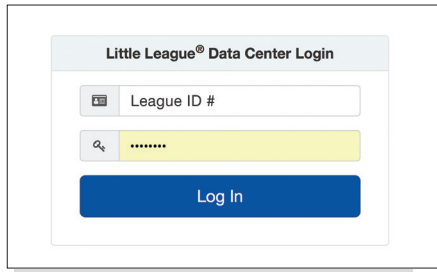 Little League® Data Center Login
League ID #
••••••••
Log In